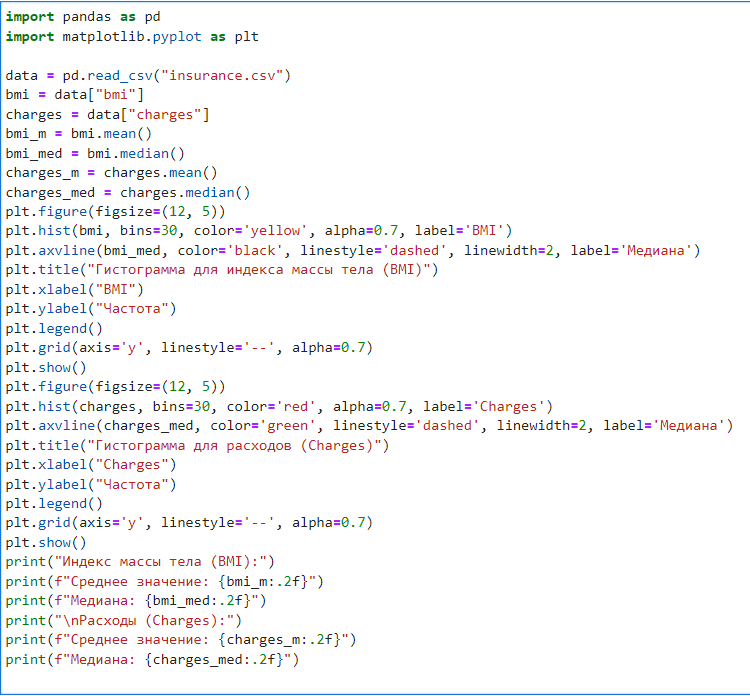 import pandas as pd
import matplotlib.pyplot as plt
data = pd.read_csv("insurance.csv")
bmi = data["bmi"]
charges = data["charges"]
bmi_m = bmi.mean()
bmi_med = bmi.median()
charges_m = charges.mean()
charges_med = charges.median()
plt.figure(figsize=(12, 5))
plt.hist(bmi, bins=30, color='yellow', alpha=0.7, label='BMI')
plt.axvline(bmi_med, color='black', linestyle='dashed', linewidth=2, label='Медиана')
plt.title("Гистограмма для индекса массы тела (BMI)")
plt.xlabel("BMI")
plt.ylabel("Частота")
plt.legend()
plt.grid(axis='y', linestyle='--', alpha=0.7)
plt.show()
plt.figure(figsize=(12, 5))
plt.hist(charges, bins=30, color='red', alpha=0.7, label='Charges')
plt.axvline(charges_med, color='green', linestyle='dashed', linewidth=2, label='Медиана')
plt.title("Гистограмма для расходов (Charges)")
plt.xlabel("Charges")
plt.ylabel("Частота")
plt.legend()
plt.grid(axis='y', linestyle='--', alpha=0.7)
plt.show()
print("Индекс массы тела (BMI):")
print(f"Среднее значение: {bmi_m:.2f}")
print(f"Медиана: {bmi_med:.2f}")
print("\nРасходы (Charges):")
print(f"Среднее значение: {charges_m:.2f}")
print(f"Медиана: {charges_med:.2f}")